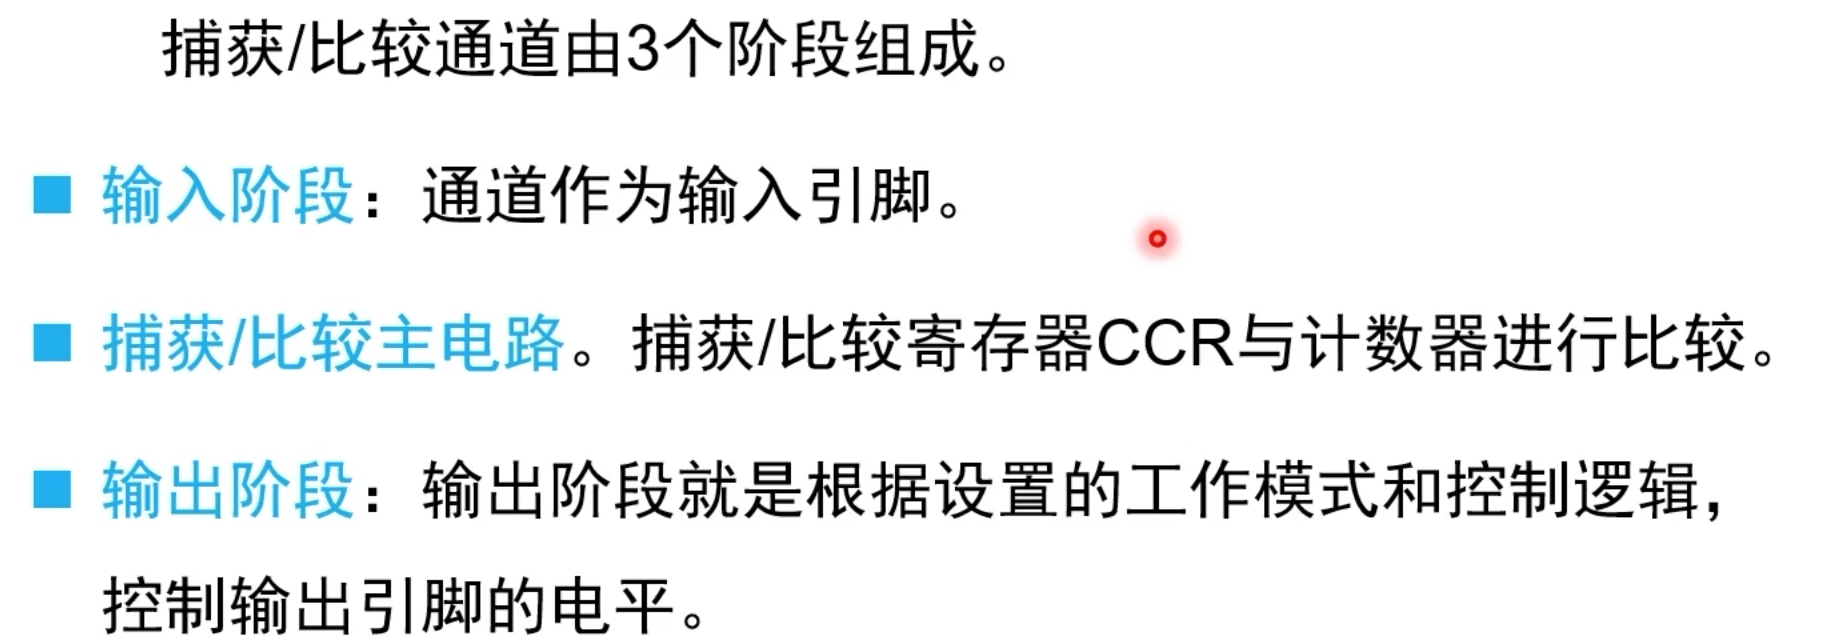 捕获/比较通道由3个阶段组成。
输入阶段：通道作为输入引脚。
捕获/比较主电路。捕获/比较寄存器CCR与计数器进行比较。
输出阶段：输出阶段就是根据设置的工作模式和控制逻辑，
控制输出引脚的电平。